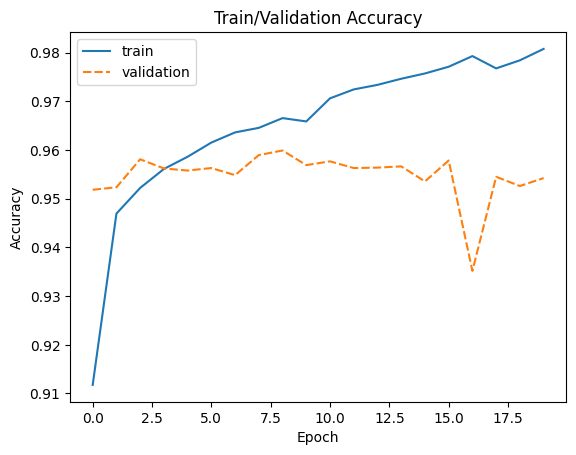 Train/Validation Accuracy
train
validation
0.98
0.97
0.96
0.95
0.94
0.93
0.92
0.91
Accuracy
0.0 2.5 5.0 7.5 10.0 12.5 15.0 17.5
Epoch